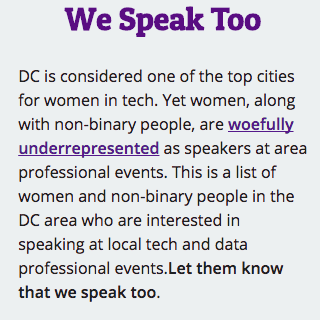 We Speak Too
DC is considered one of the top cities
for women in tech. Yet women, along
with non-binary people, are woefully
underrepresented as speakers at area
professional events. This is a list of
women and non-binary people in the
DC area who are interested in
speaking at local tech and data
professional events.Let them know
that we speak too.